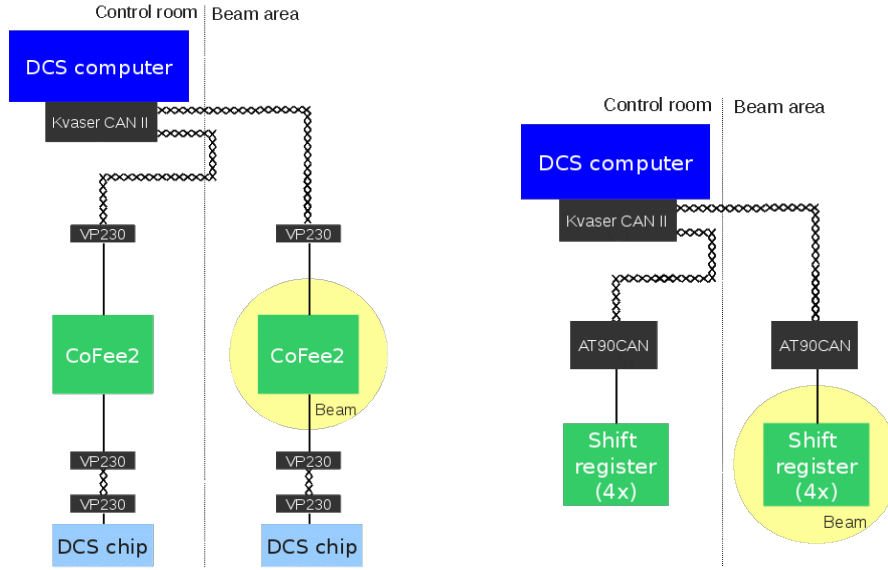 Control room
Beam area
DCS computer
Kvaser CAN II
VP230
VP230
CoFee2
CoFee2
Beam
VP230
VP230
VP230
VP230
DCS chip
DCS chip
Control room
Beam area
DCS computer
Kvaser CAN II
AT90CAN
AT90CAN
Shift
register
(4x)
Shift
register
(4x)
Beam